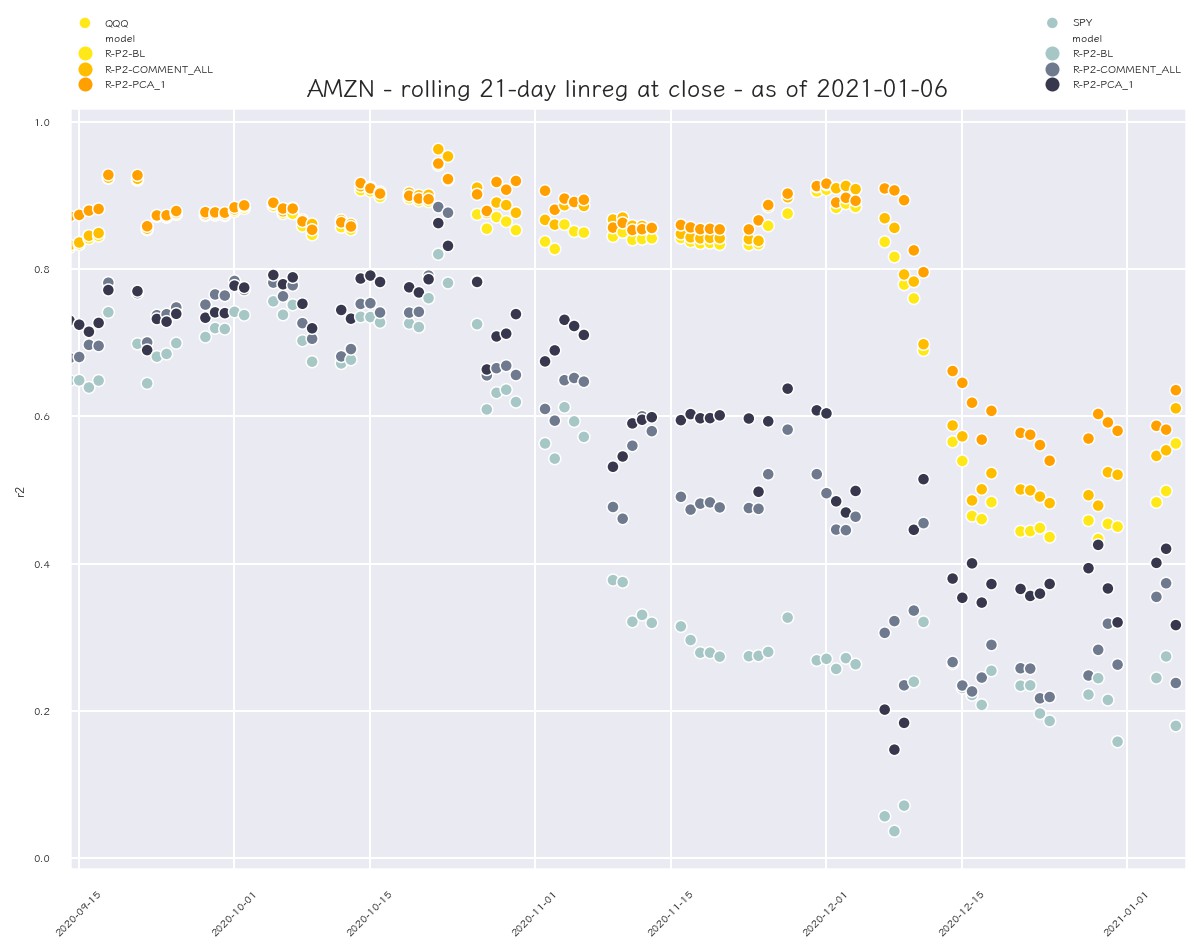 QQQ
model
R-P2-BL
R-P2-COMMENT_ALL
R-P2-PCA_1
SPY
model
R-P2-BL
R-P2-COMMENT_ALL
R-P2-PCA_1
AMZN - rolling 21-day linreg at close - as of 2021-01-06
1.0
0.8
0.6
0.4
0.2
0.0
r2
2020-09-15
2020-10-01
2020-10-15
2020-11-01
2020-11-15
2020-12-01
2020-12-15
2021-01-01